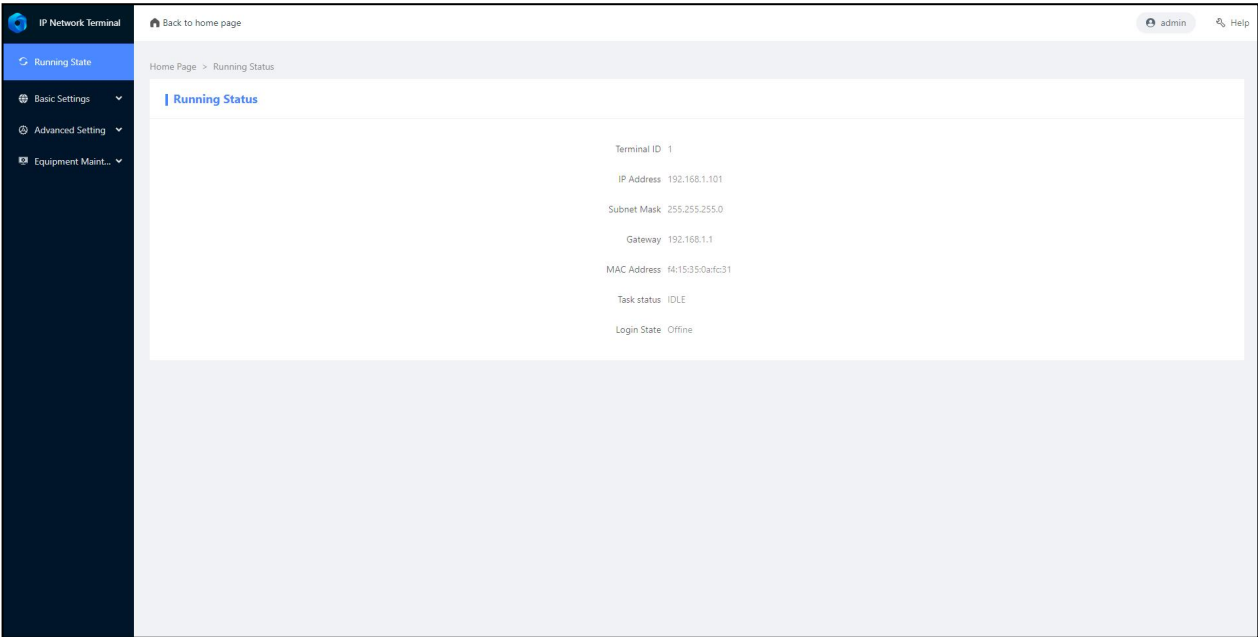 IP Network Terminal
Back to home page
admin
Help
Running State
Basic Settings
Advanced Setting
Equipment Maint...
Home Page > Running Status
Running Status
Terminal ID 1
IP Address 192.168.1.101
Subnet Mask 255.255.255.0
Gateway 192.168.1.1
MAC Address f4:15:35:0a:fc:31
Task status IDLE
Login State Offine